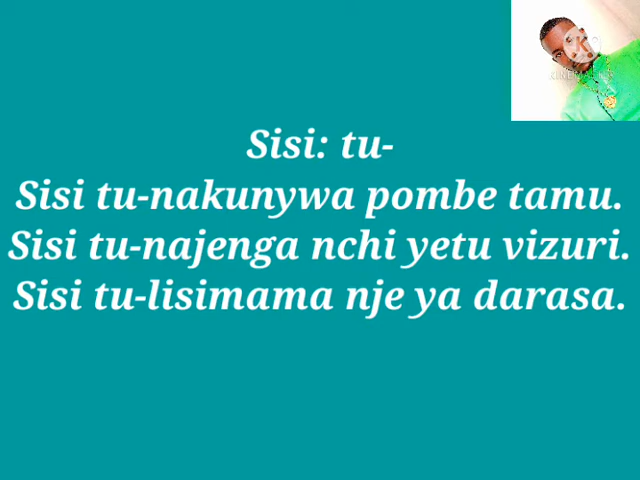 Sisi: tu-
Sisi tu-nakunywa pombe tamu.
Sisi tu-najenga nchi yetu vizuri.
Sisi tu-lisimama nje ya darasa.